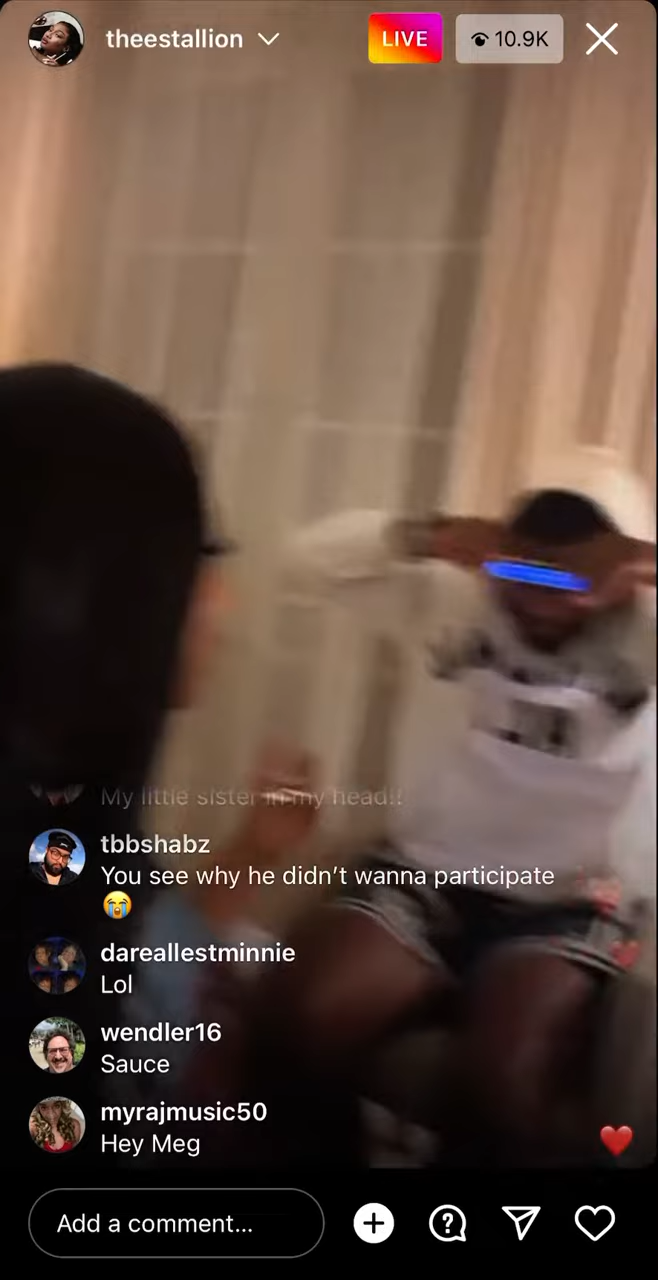 theestallion
LIVE
10.9K
My little sister in my head!!
tbbshabz
You see why he didn't wanna participate
😭
dareallestminnie
Lol
wendler16
Sauce
myrajmusic50
Hey Meg
Add a comment...